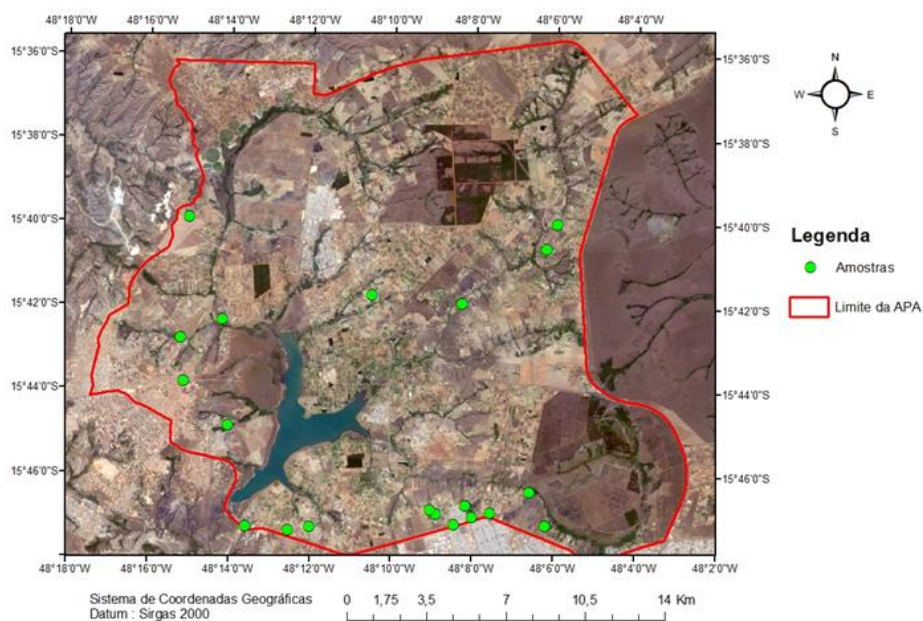 48°18'0"W 48°16'0"W 48°14'0"W 48°12'0"W 48°10'0"W 48°8'0"W 48°6'0"W 48°4'0"W
15°36'0"S 15°36'0"S
15°38'0"S 15°38'0"S
15°40'0"S 15°40'0"S
15°42'0"S 15°42'0"S
15°44'0"S 15°44'0"S
15°46'0"S 15°46'0"S
48°18'0"W 48°16'0"W 48°14'0"W 48°12'0"W 48°10'0"W 48°8'0"W 48°6'0"W 48°4'0"W 48°2'0"W
N
W E
S
Legenda
Amostras
Limite da APA
Sistema de Coordenadas Geográficas
Datum : Sirgas 2000
0 1,75 3,5 7 10,5 14 Km